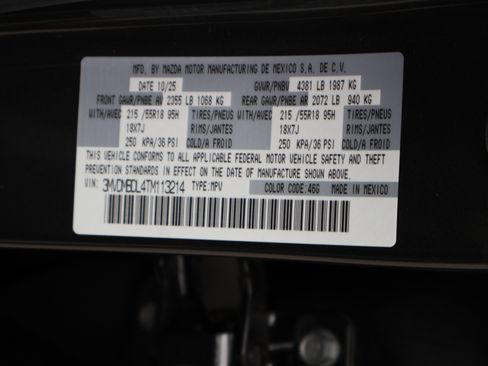 MFD. BY MAZDA MOTOR MANUFACTURING DE MEXICO S.A. DE C.V.
DATE 10/25 GVWR/PNBV 4381 LB 1987 KG
FRONT GAWR/PNBE AV 2355 LB 1068 KG REAR GAWR/PNBE AR 2072 LB 940 KG
WITH/AVEC 215 /55R18 95H TIRES/PNEUS WITH/AVEC 215 /55R18 95H TIRES/PNEUS
18X7J RIMS/JANTES 18X7J RIMS/JANTES
250 KPA/36 PSI COLD/A FROID 250 KPA/36 PSI COLD/A FROID
THIS VEHICLE CONFORMS TO ALL APPLICABLE FEDERAL MOTOR VEHICLE SAFETY AND THEFT
PREVENTION STANDARDS IN EFFECT ON THE DATE OF MANUFACTURE SHOWN ABOVE.
VIN: 3MVDMBDL4TM113214 TYPE: MPV COLOR CODE: 46G MADE IN MEXICO